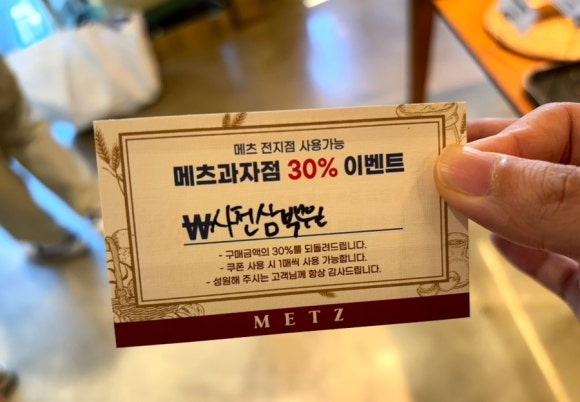 메츠 전지점 사용가능
메츠과자점 30% 이벤트
₩사천삼백원
- 구매금액의 30%를 되돌려드립니다.
- 쿠폰 사용 시 1매씩 사용 가능합니다.
- 성원해 주시는 고객님께 항상 감사드립니다.
METZ